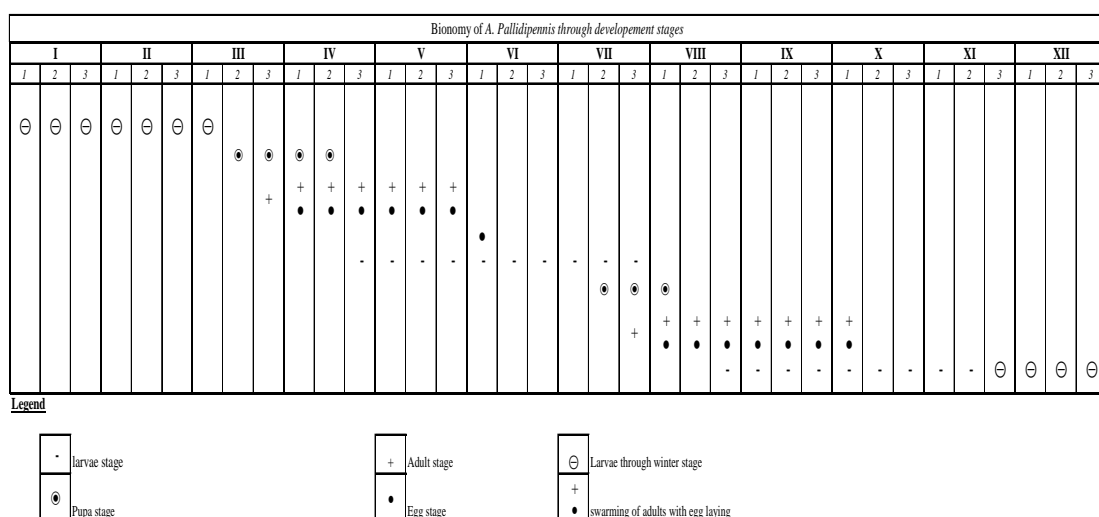 Bionomy of A. Pallidipennis through developement stages
I II III IV V VI VII VIII IX X XI XII
1 2 3 1 2 3 1 2 3 1 2 3 1 2 3 1 2 3 1 2 3 1 2 3 1 2 3 1 2 3 1 2 3 1 2 3
⊖ ⊖ ⊖ ⊖ ⊖ ⊖ ⊖
◉ ◉ ◉ ◉
+ + + + + + +
● ● ● ● ● ●
●
- - - - - - - - - -
◉ ◉ ◉
+ + + + + + + +
● ● ● ● ● ● ●
- - - - - - - - - ⊖ ⊖ ⊖ ⊖
Legend
- larvae stage + Adult stage ⊖ Larvae through winter stage
◉ Pupa stage ● Egg stage + ● swarming of adults with egg laying